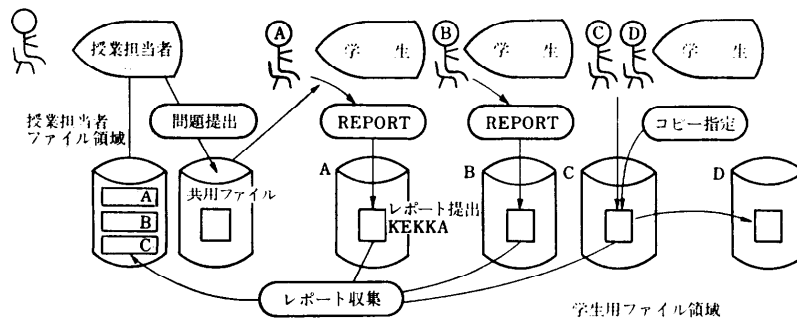 授業担当者
Ⓐ
学 生
Ⓑ
学 生
Ⓒ Ⓓ
学 生
授業担当者
ファイル領域
問題提出
REPORT
REPORT
コピー指定
共用ファイル
A
B
C
A
レポート提出
KEKKA
B
C
D
レポート収集
学生用ファイル領域